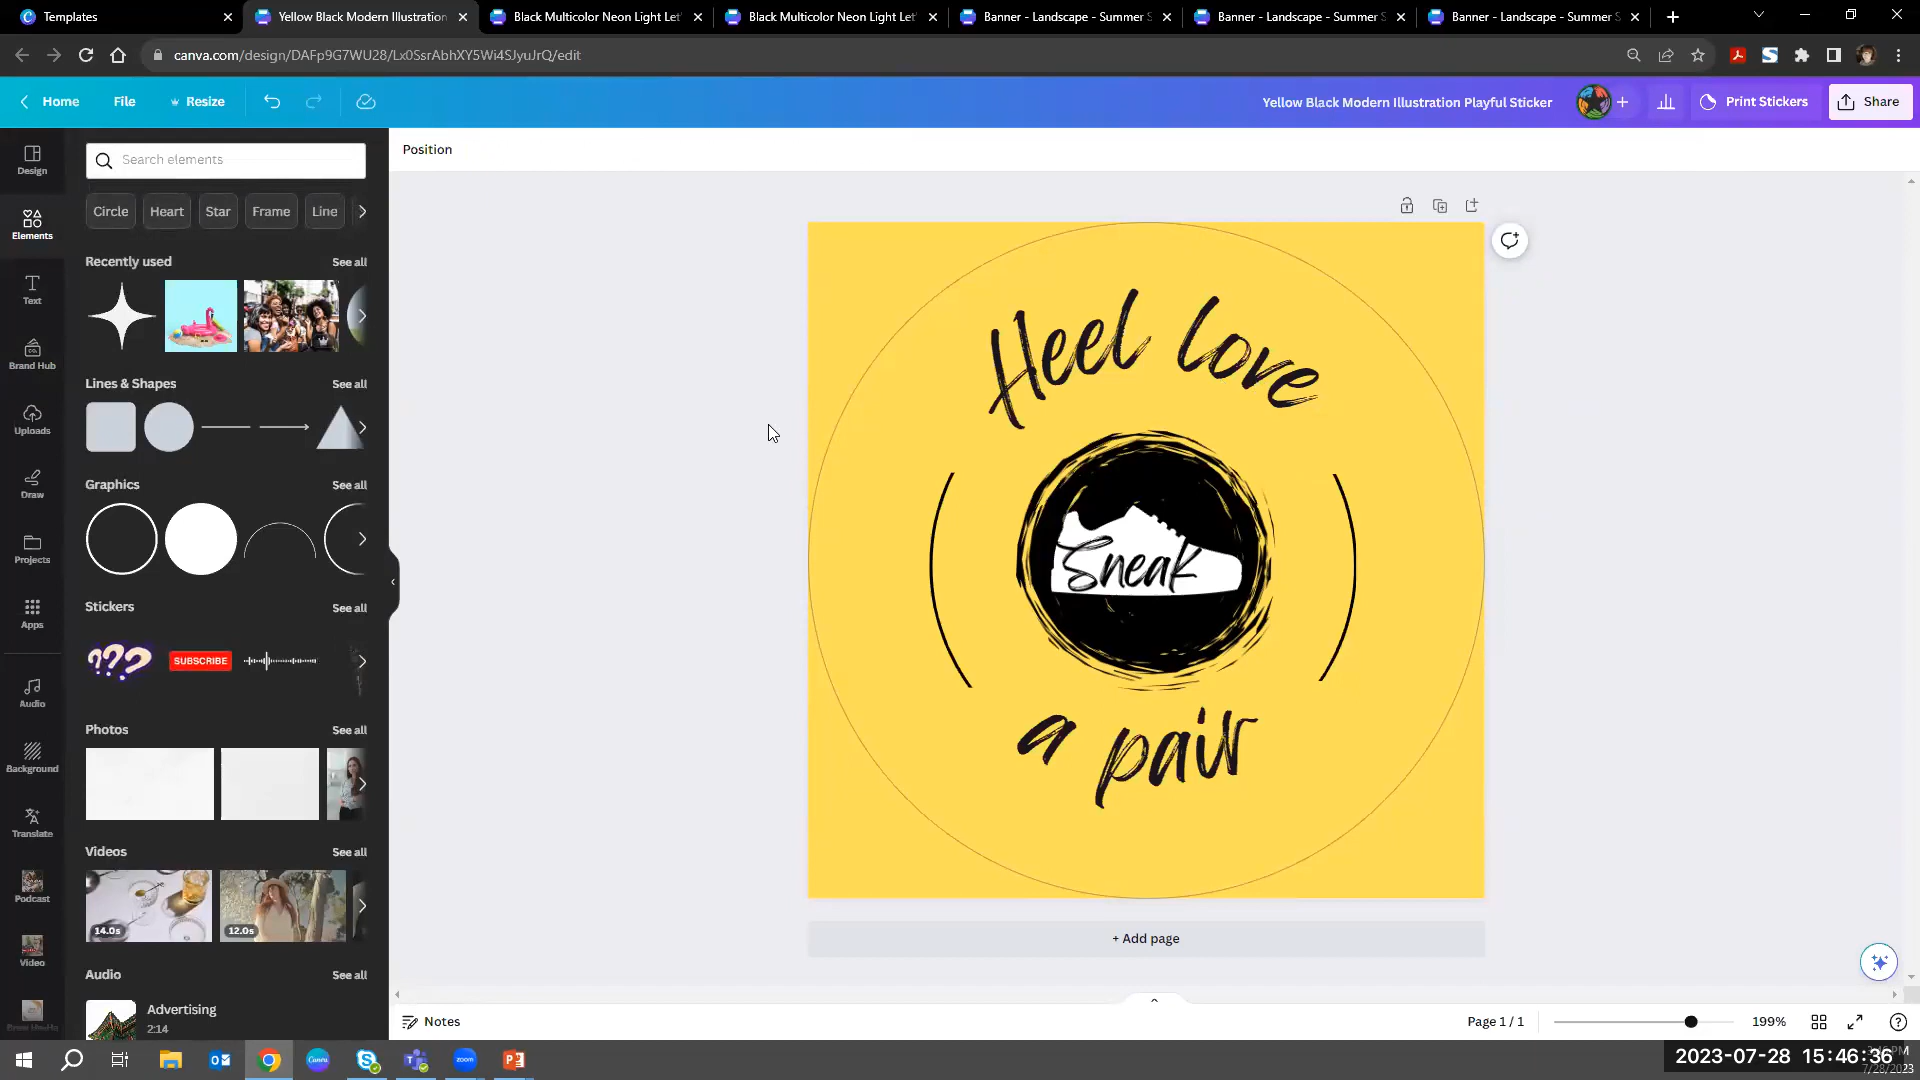 Templates
Yellow Black Modern Illustration
Black Multicolor Neon Light Let'
Black Multicolor Neon Light Let'
Banner - Landscape - Summer S
Banner - Landscape - Summer S
Banner - Landscape - Summer S
canva.com/design/DAFp9G7WU28/Lx0SsrAbhXY5Wi4SJyuJrQ/edit
Home
File
Resize
Yellow Black Modern Illustration Playful Sticker
Print Stickers
Share
Design
Elements
Text
Brand Hub
Uploads
Draw
Projects
Apps
Audio
Background
Translate
Podcast
Video
Search elements
Circle
Heart
Star
Frame
Line
Recently used
See all
Lines & Shapes
See all
Graphics
See all
Stickers
See all
???
SUBSCRIBE
Photos
See all
Videos
See all
14.0s
12.0s
Audio
See all
Advertising
2:14
Position
Heel love
Sneak
a pair
+ Add page
Notes
Page 1 / 1
199%
2023-07-28 15:46:36
7/28/2023